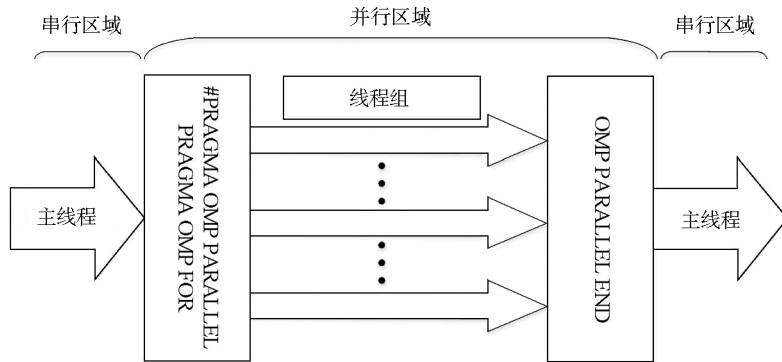 串行区域
并行区域
串行区域
线程组
#PRAGMA OMP PARALLEL
PRAGMA OMP FOR
OMP PARALLEL END
主线程
主线程